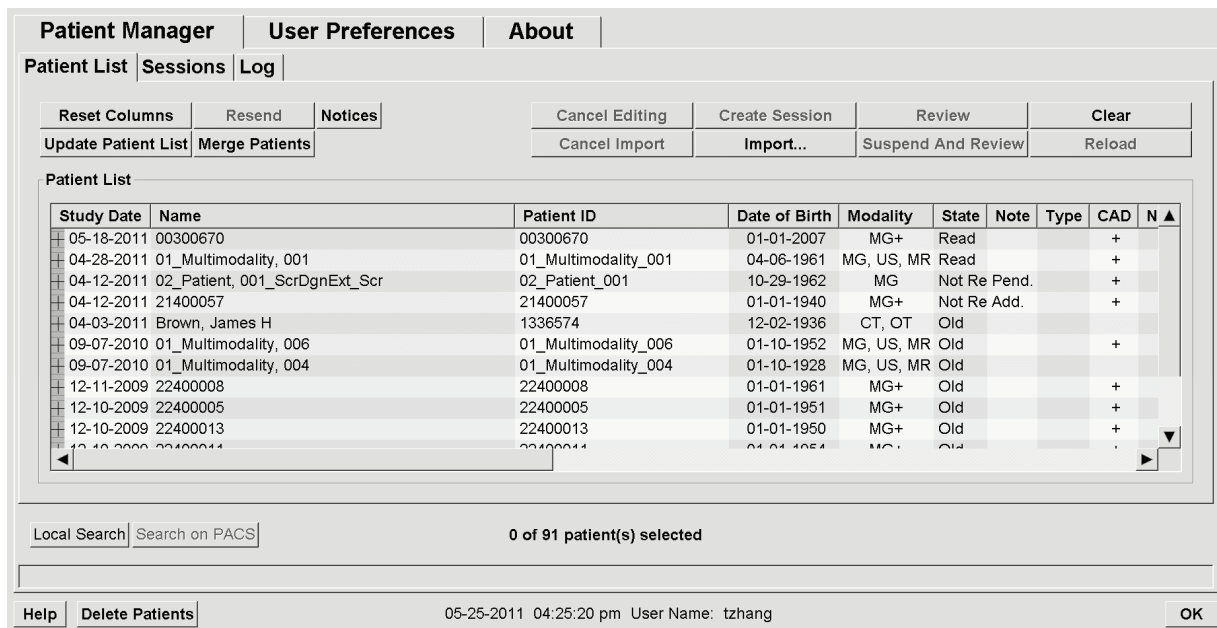 Patient Manager User Preferences About
Patient List Sessions Log
Reset Columns Resend Notices Cancel Editing Create Session Review Clear
Update Patient List Merge Patients Cancel Import Import... Suspend And Review Reload
Patient List
Study Date Name Patient ID Date of Birth Modality State Note Type CAD N
05-18-2011 00300670 00300670 01-01-2007 MG+ Read +
04-28-2011 01_Multimodality, 001 01_Multimodality_001 04-06-1961 MG, US, MR Read +
04-12-2011 02_Patient, 001_ScrDgnExt_Scr 02_Patient_001 10-29-1962 MG Not Re Pend. +
04-12-2011 21400057 21400057 01-01-1940 MG+ Not Re Add. +
04-03-2011 Brown, James H 1336574 12-02-1936 CT, OT Old
09-07-2010 01_Multimodality, 006 01_Multimodality_006 01-10-1952 MG, US, MR Old +
09-07-2010 01_Multimodality, 004 01_Multimodality_004 01-10-1928 MG, US, MR Old
12-11-2009 22400008 22400008 01-01-1961 MG+ Old +
12-10-2009 22400005 22400005 01-01-1951 MG+ Old +
12-10-2009 22400013 22400013 01-01-1950 MG+ Old +
Local Search Search on PACS 0 of 91 patient(s) selected
Help Delete Patients 05-25-2011 04:25:20 pm User Name: tzhang OK